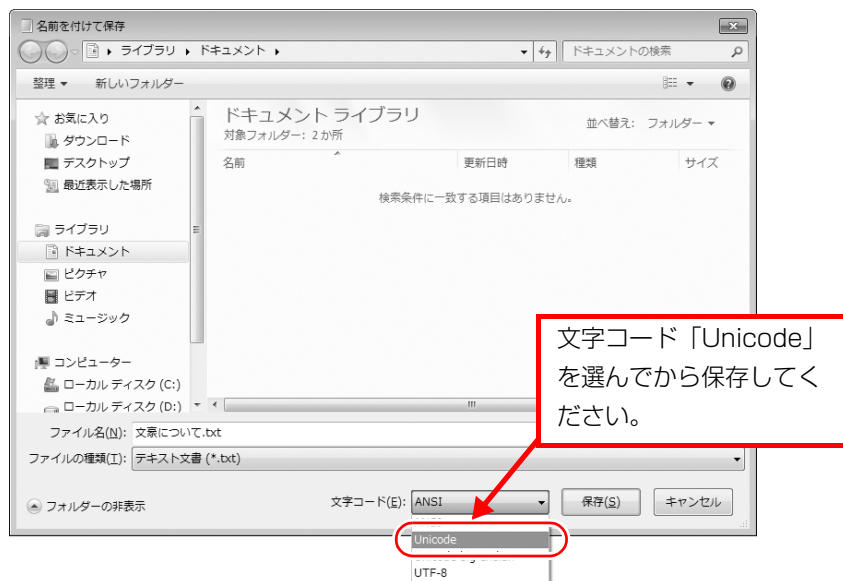 名前を付けて保存
ライブラリ ドキュメント
ドキュメントの検索
整理 新しいフォルダー
お気に入り
ダウンロード
デスクトップ
最近表示した場所
ライブラリ
ドキュメント
ピクチャ
ビデオ
ミュージック
コンピューター
ローカル ディスク (C:)
ローカル ディスク (D:)
ドキュメント ライブラリ
対象フォルダー: 2 か所
並べ替え: フォルダー
名前 更新日時 種類 サイズ
検索条件に一致する項目はありません。
文字コード「Unicode」
を選んでから保存してく
ださい。
ファイル名(N): 文豪について.txt
ファイルの種類(T): テキスト文書 (*.txt)
フォルダーの非表示
文字コード(E): ANSI
保存(S) キャンセル
Unicode
UTF-8